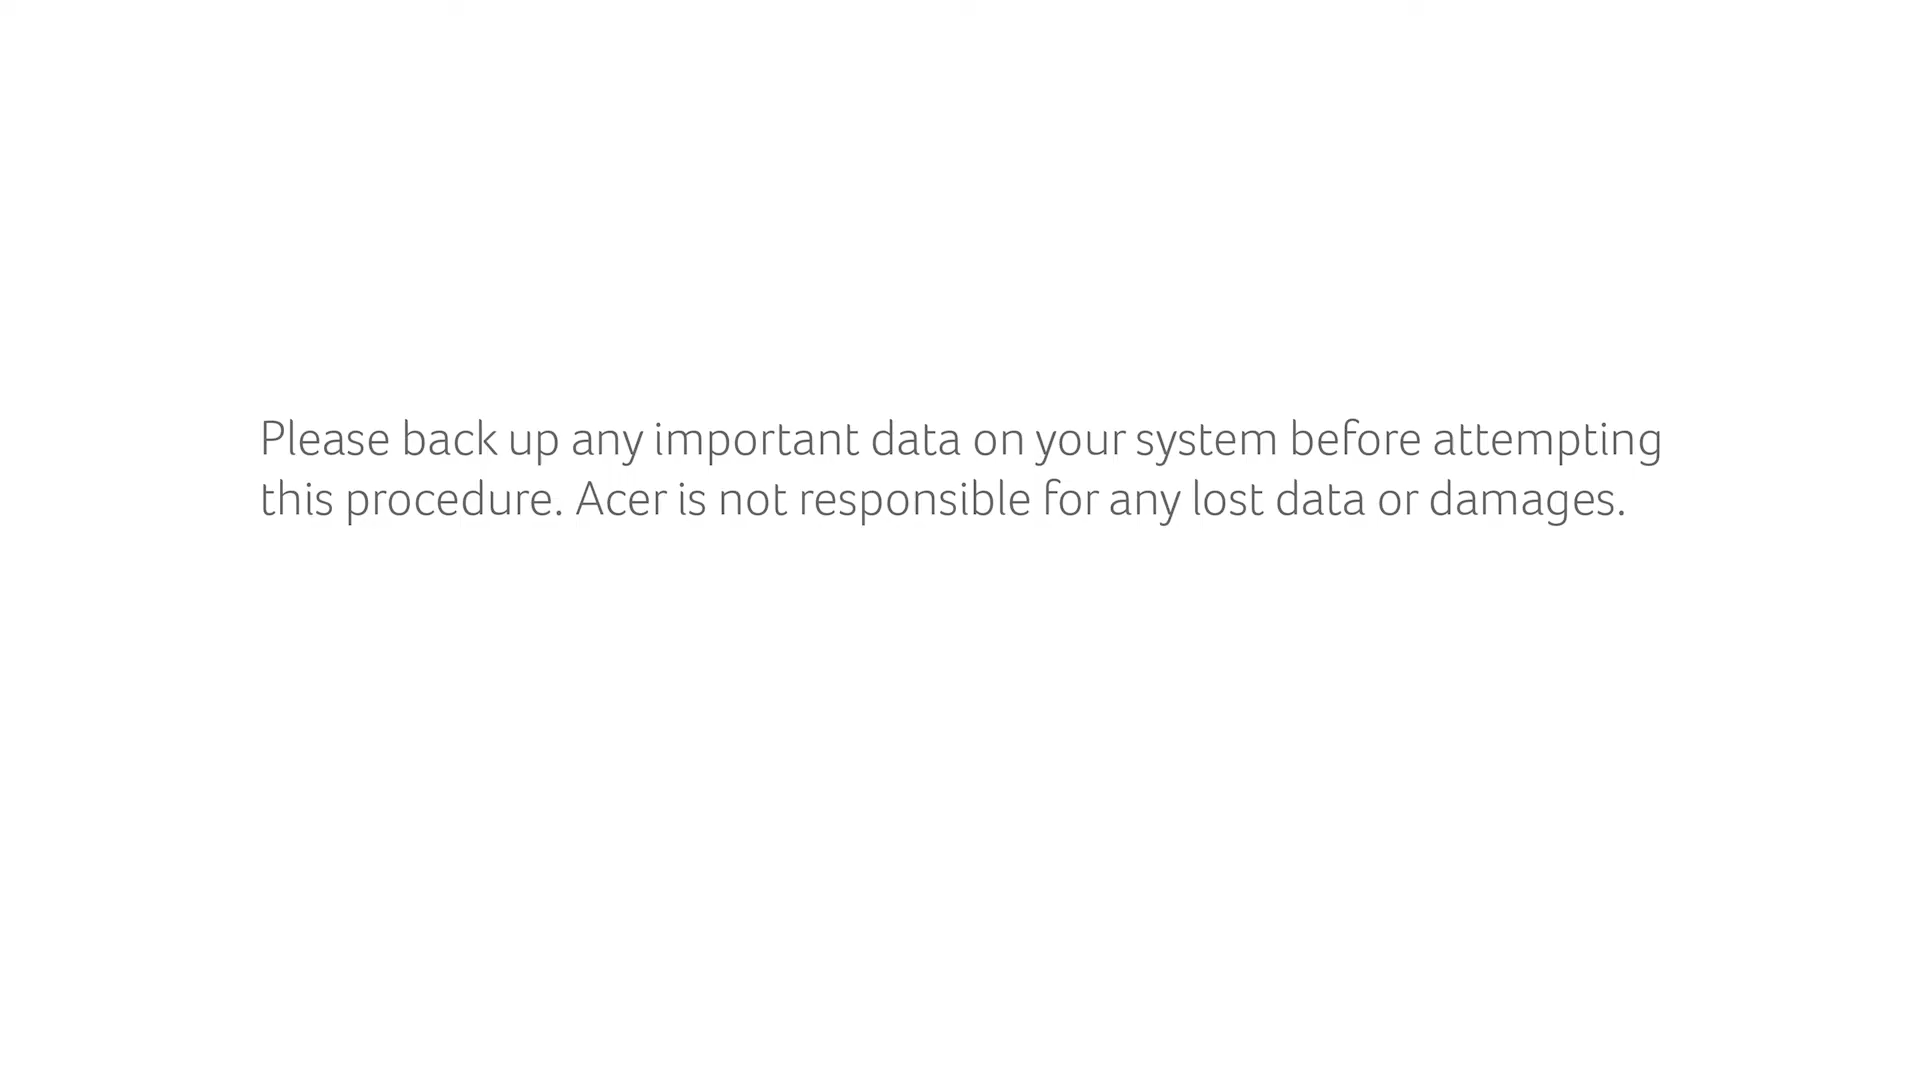 Please back up any important data on your system before attempting
this procedure. Acer is not responsible for any lost data or damages.